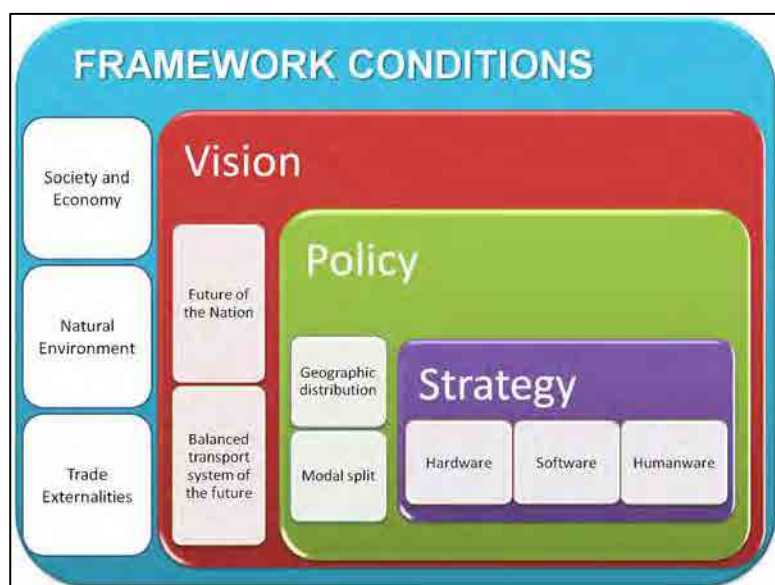 FRAMEWORK CONDITIONS
Society and
Economy
Natural
Environment
Trade
Externalities
Vision
Future of
the Nation
Balanced
transport
system of
the future
Policy
Geographic
distribution
Modal split
Strategy
Hardware
Software
Humanware